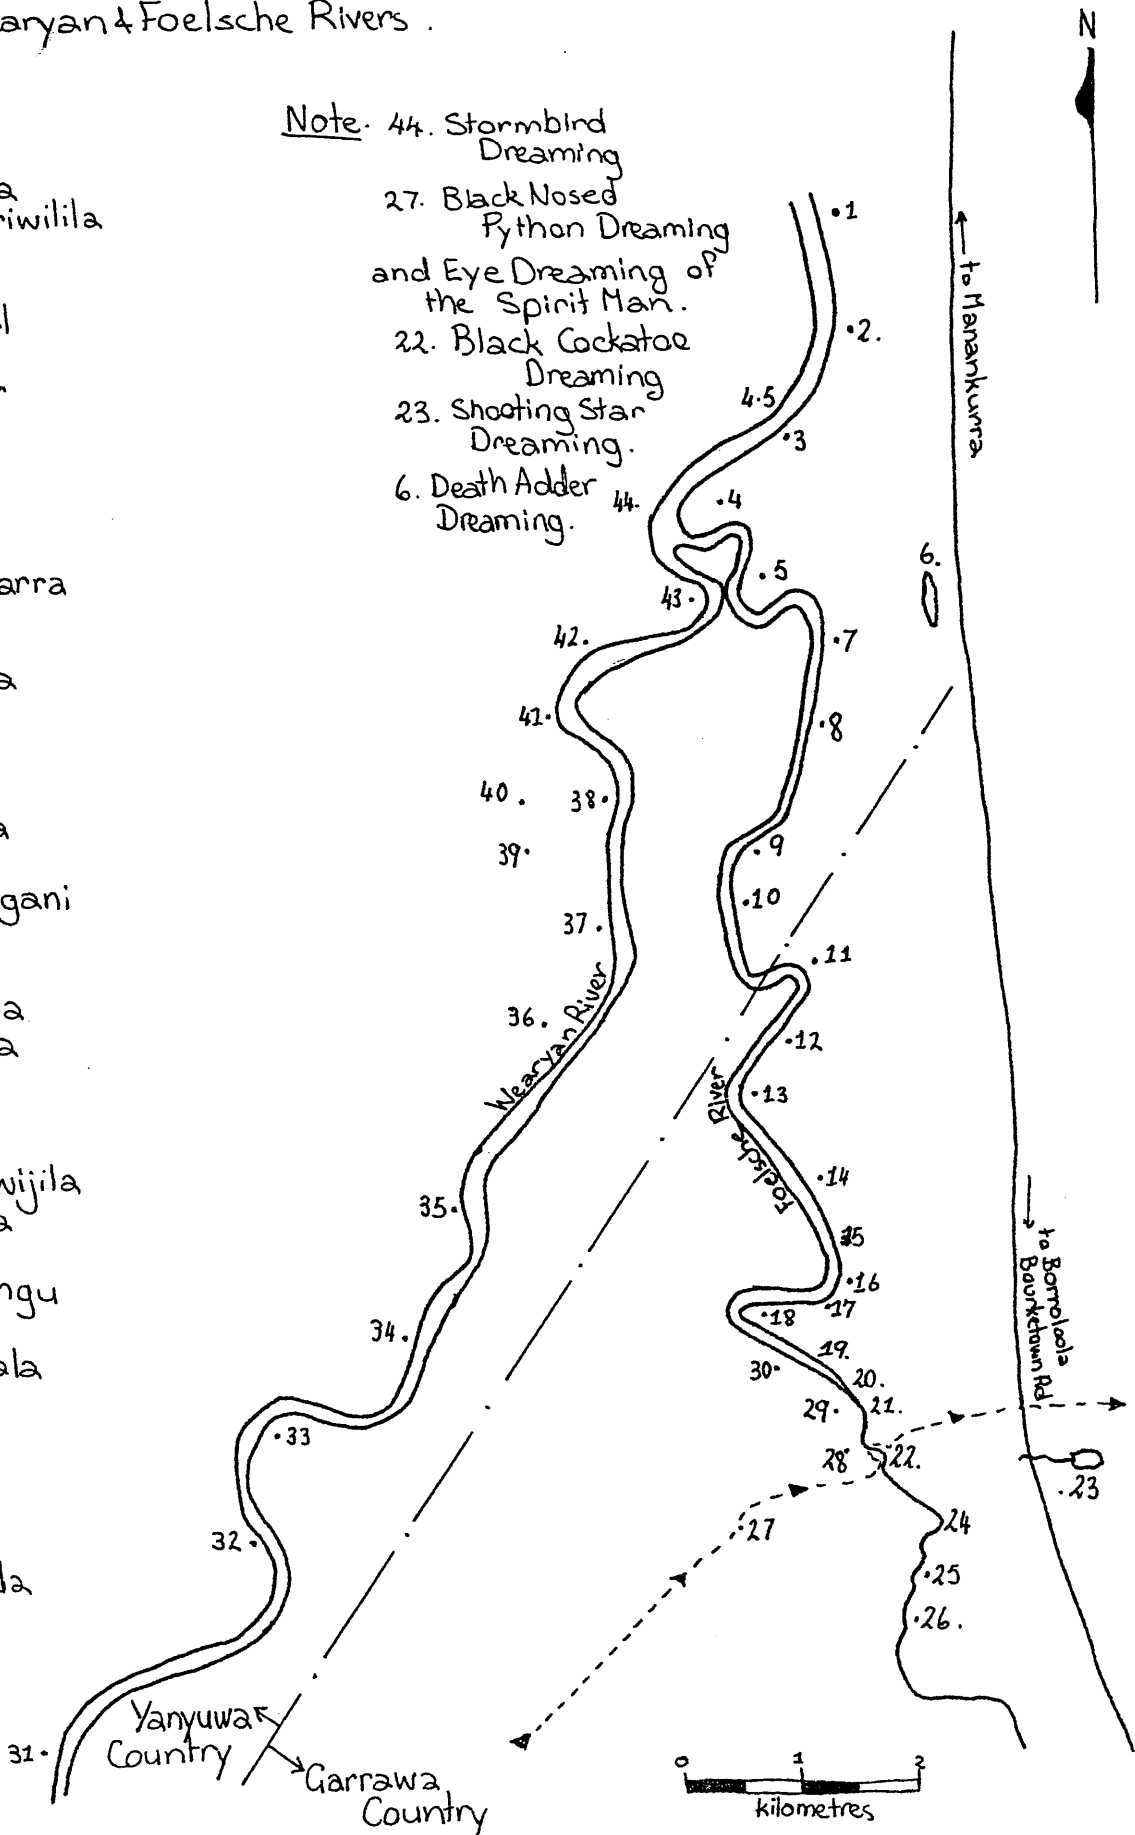 aryan & Foelsche Rivers.
N
Note. 44. Stormbird
Dreaming
27. Black Nosed
Python Dreaming
and Eye Dreaming of
the Spirit Man.
22. Black Cockatoo
Dreaming
23. Shooting Star
Dreaming.
6. Death Adder
Dreaming.
a
riwilila
l
arra
a
a
gani
a
a
wijila
a
ngu
ala
la
1
2.
4.5
3
44.
4
5
6.
43
42.
7
41
8
40
38
39
9
10
37
11
36
12
13
14
35
15
16
17
18
34
19.
30
20.
29
21.
33
28
22.
23
24
27
32
25
26.
31
← to Manankurra
Wearyan River
Foelsche River
→ to Borroloola
Bourketown Rd
Yanyuwa
Country
Garrawa
Country
0 1 2
kilometres